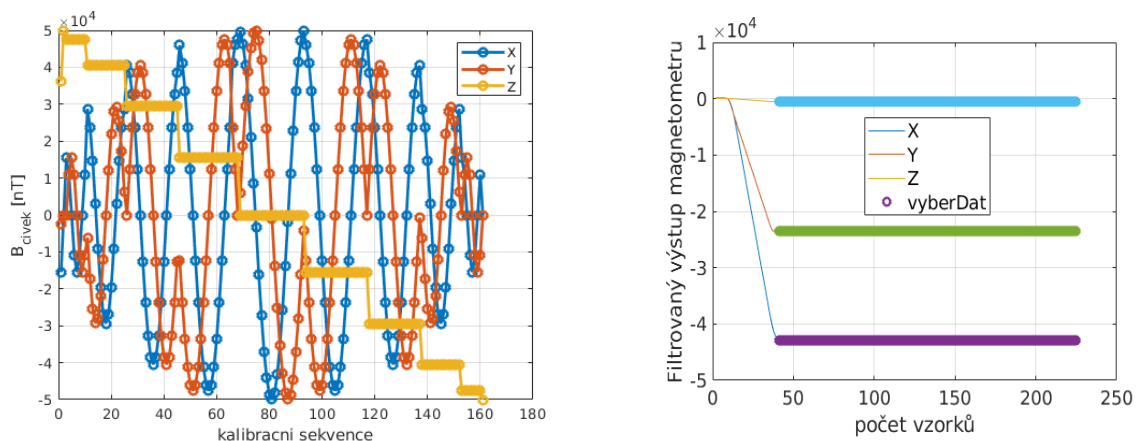 ×10⁴
5
4
3
2
1
0
-1
-2
-3
-4
-5
0 20 40 60 80 100 120 140 160 180
B civek [nT]
kalibracni sekvence
X
Y
Z
×10⁴
1
0
-1
-2
-3
-4
-5
0 50 100 150 200 250
Filtrovaný výstup magnetometru
počet vzorků
X
Y
Z
vyberDat